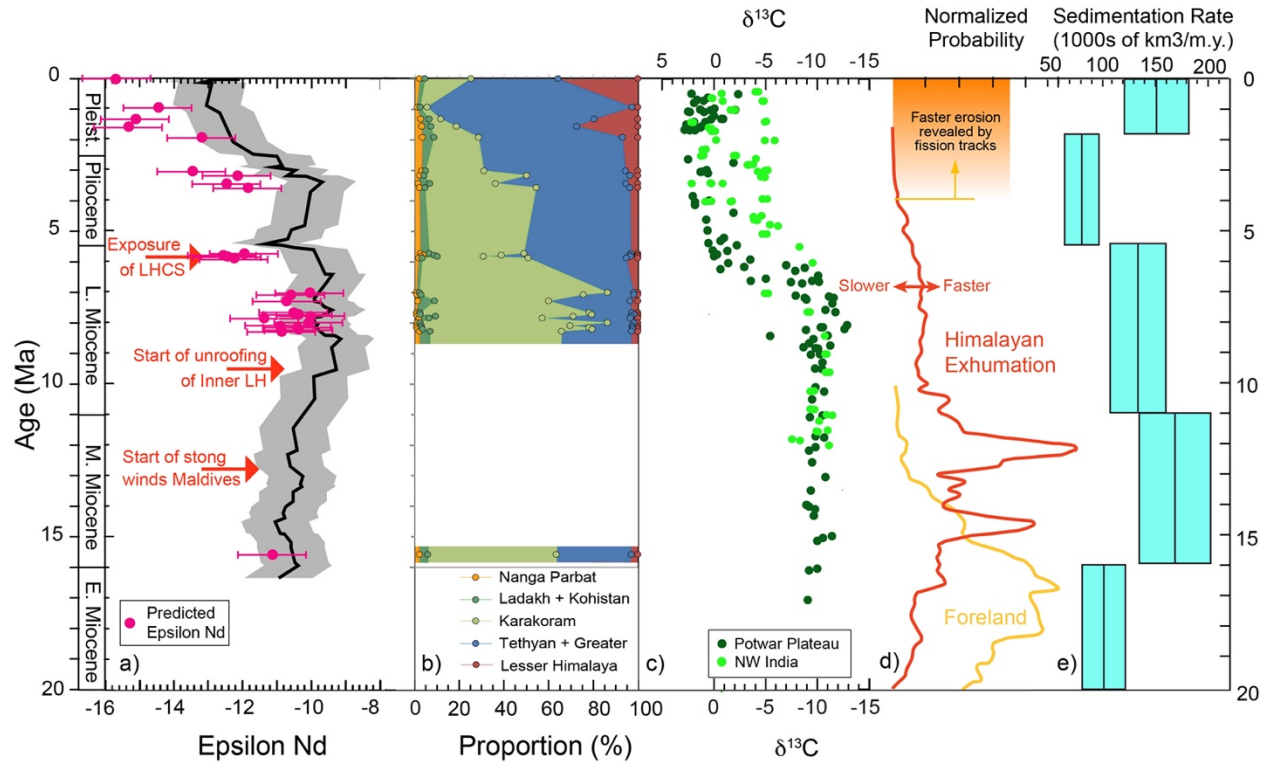 δ13C
Normalized
Probability
Sedimentation Rate
(1000s of km3/m.y.)
5 0 -5 -10 -15
50 100 150 200
Age (Ma)
0
5
10
15
20
Pleist.
Pliocene
L. Miocene
M. Miocene
E. Miocene
Exposure
of LHCS
Start of unroofing
of Inner LH
Start of stong
winds Maldives
Predicted
Epsilon Nd
a)
-16 -14 -12 -10 -8
Epsilon Nd
Nanga Parbat
Ladakh + Kohistan
Karakoram
Tethyan + Greater
Lesser Himalaya
b)
0 20 40 60 80 100
Proportion (%)
c)
Potwar Plateau
NW India
5 0 -5 -10 -15
δ13C
Faster erosion
revealed by
fission tracks
Slower Faster
Himalayan
Exhumation
Foreland
d)
e)
0
5
10
15
20